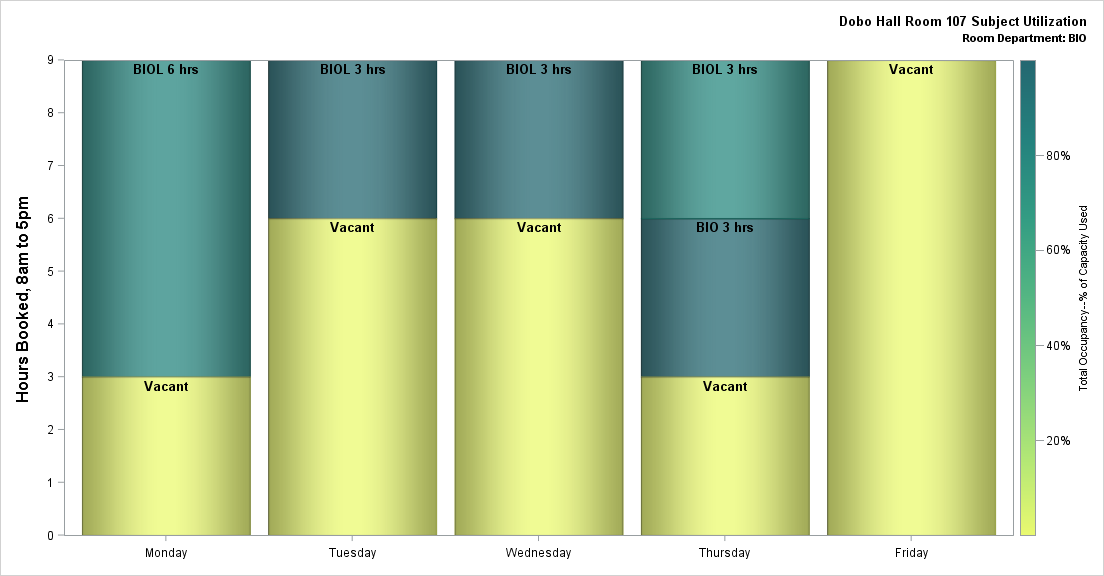 Dobo Hall Room 107 Subject Utilization
Room Department: BIO
Hours Booked, 8am to 5pm
9
8
7
6
5
4
3
2
1
0
BIOL 6 hrs
Vacant
BIOL 3 hrs
Vacant
BIOL 3 hrs
Vacant
BIOL 3 hrs
BIO 3 hrs
Vacant
Vacant
Monday
Tuesday
Wednesday
Thursday
Friday
80%
60%
40%
20%
Total Occupancy--% of Capacity Used